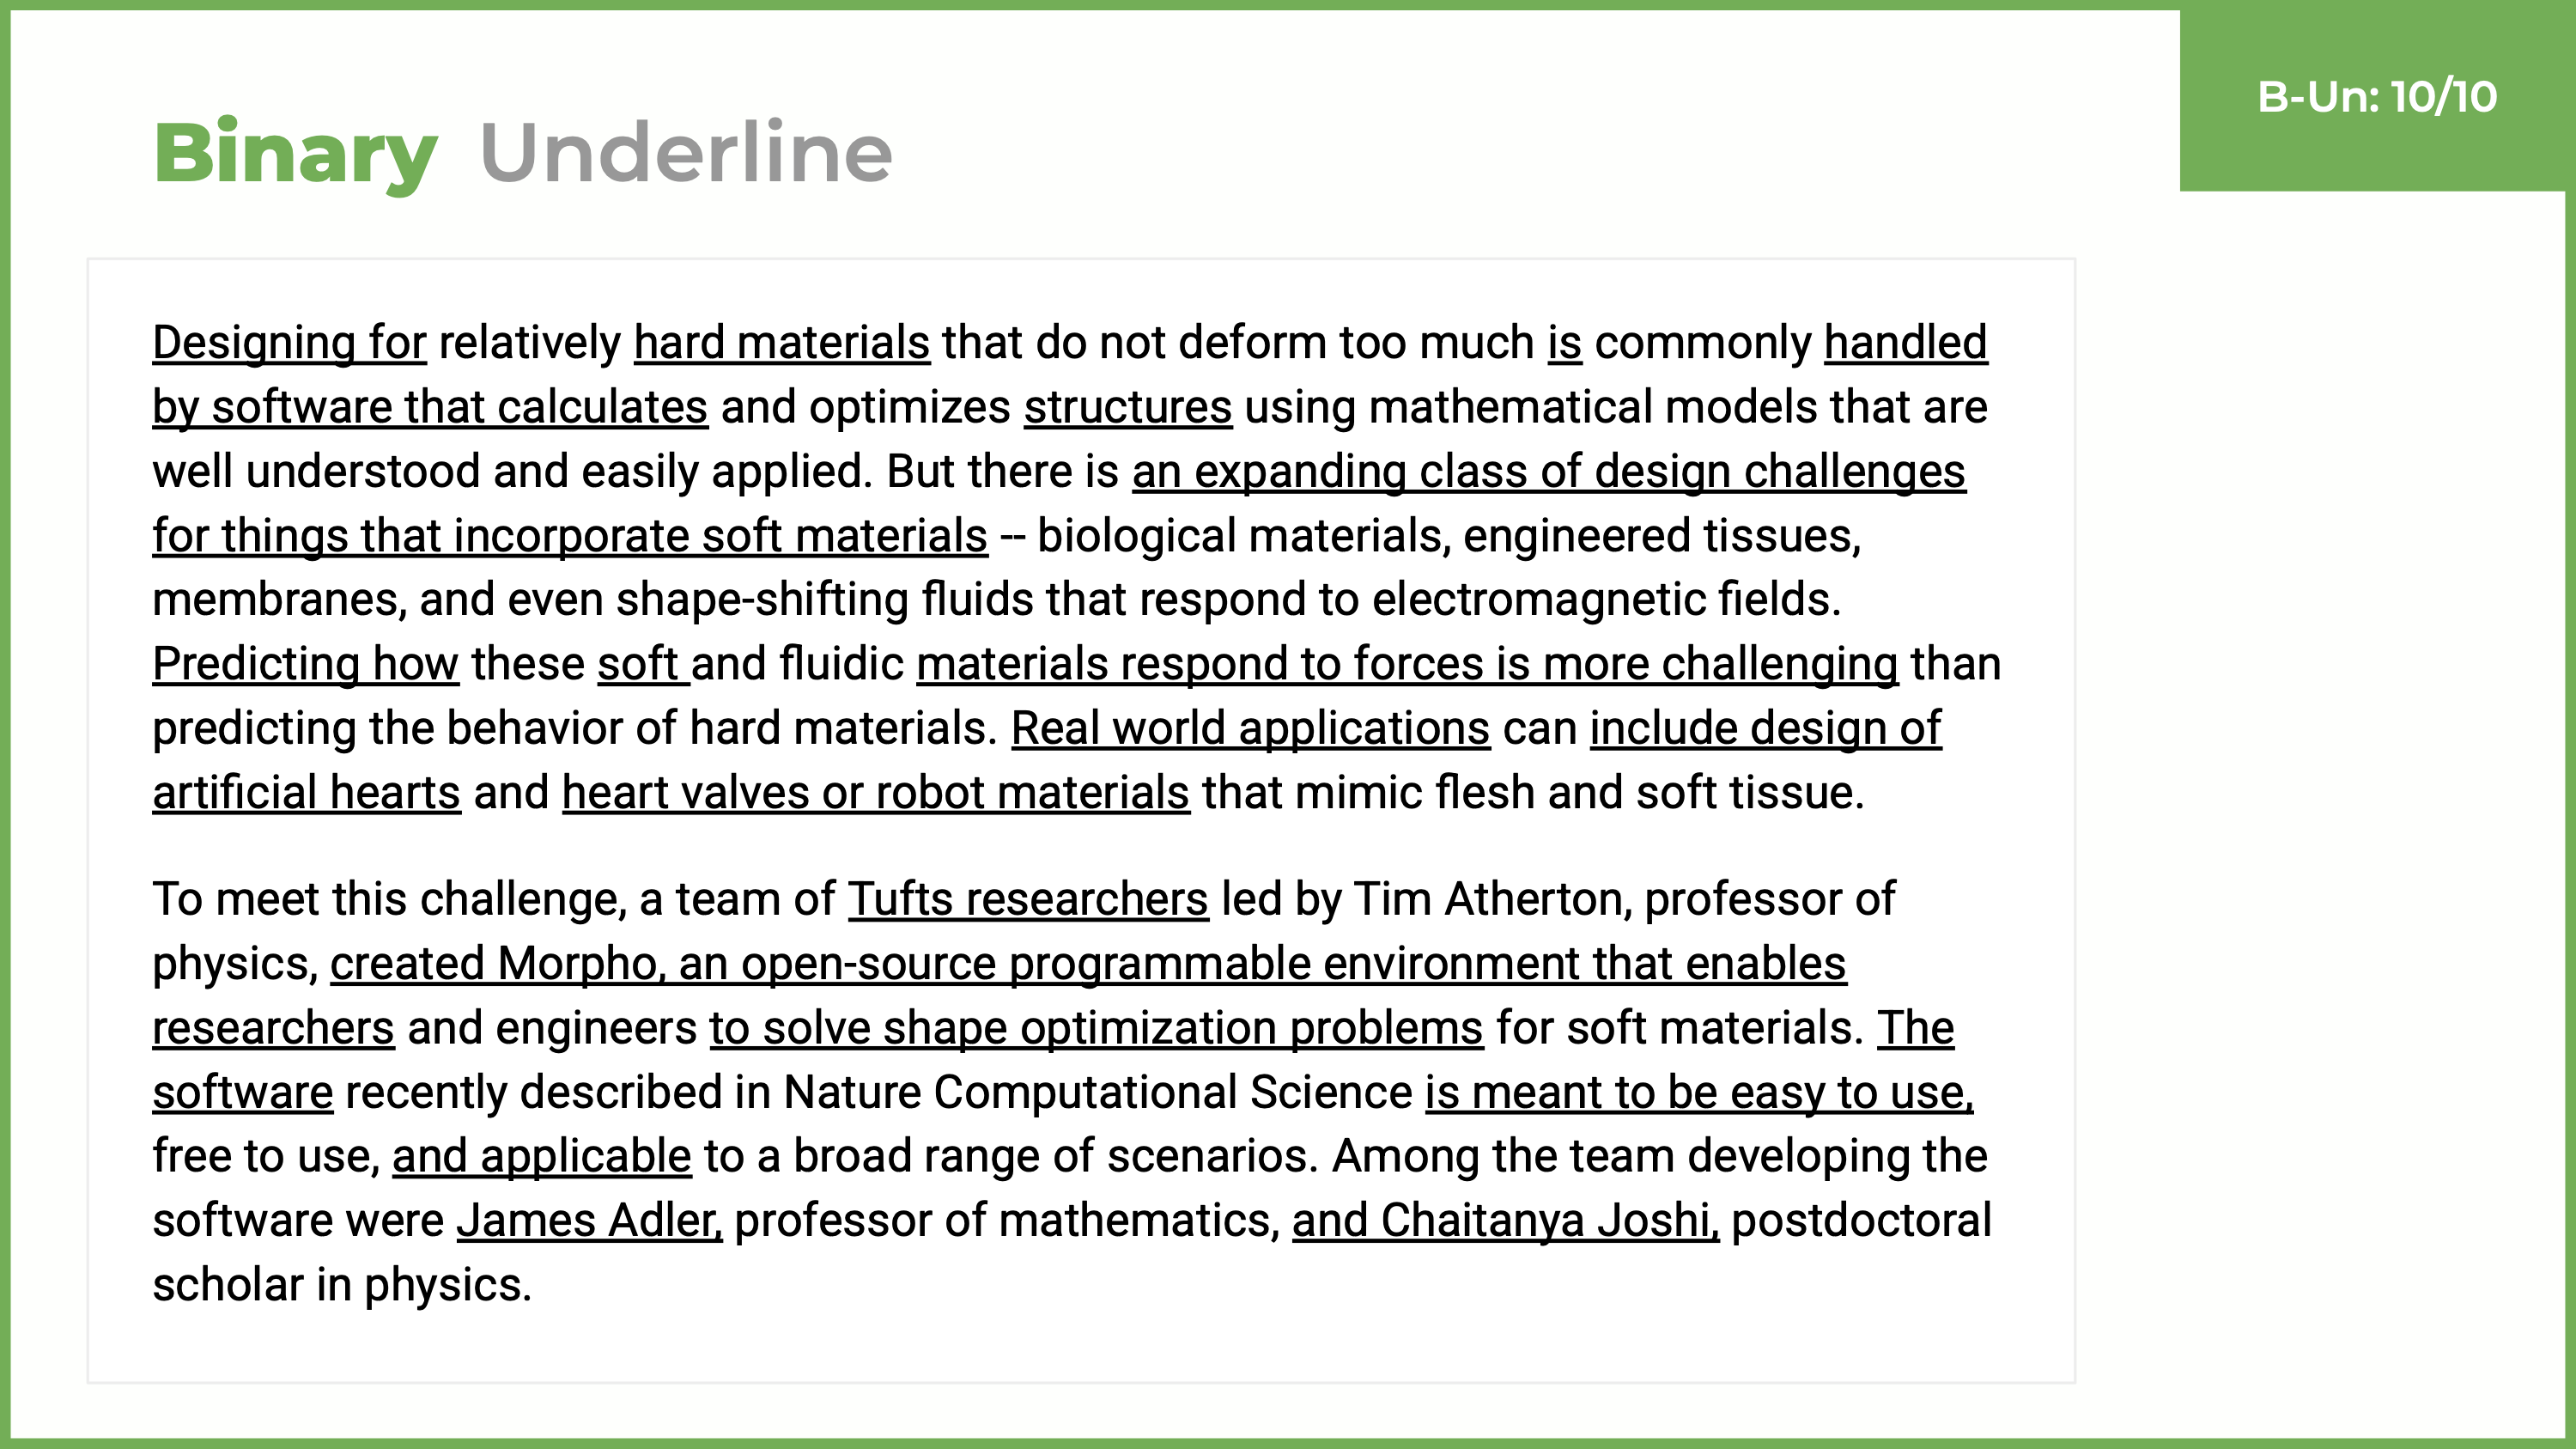 B-Un: 10/10
Binary Underline
Designing for relatively hard materials that do not deform too much is commonly handled
by software that calculates and optimizes structures using mathematical models that are
well understood and easily applied. But there is an expanding class of design challenges
for things that incorporate soft materials -- biological materials, engineered tissues,
membranes, and even shape-shifting fluids that respond to electromagnetic fields.
Predicting how these soft and fluidic materials respond to forces is more challenging than
predicting the behavior of hard materials. Real world applications can include design of
artificial hearts and heart valves or robot materials that mimic flesh and soft tissue.
To meet this challenge, a team of Tufts researchers led by Tim Atherton, professor of
physics, created Morpho, an open-source programmable environment that enables
researchers and engineers to solve shape optimization problems for soft materials. The
software recently described in Nature Computational Science is meant to be easy to use,
free to use, and applicable to a broad range of scenarios. Among the team developing the
software were James Adler, professor of mathematics, and Chaitanya Joshi, postdoctoral
scholar in physics.